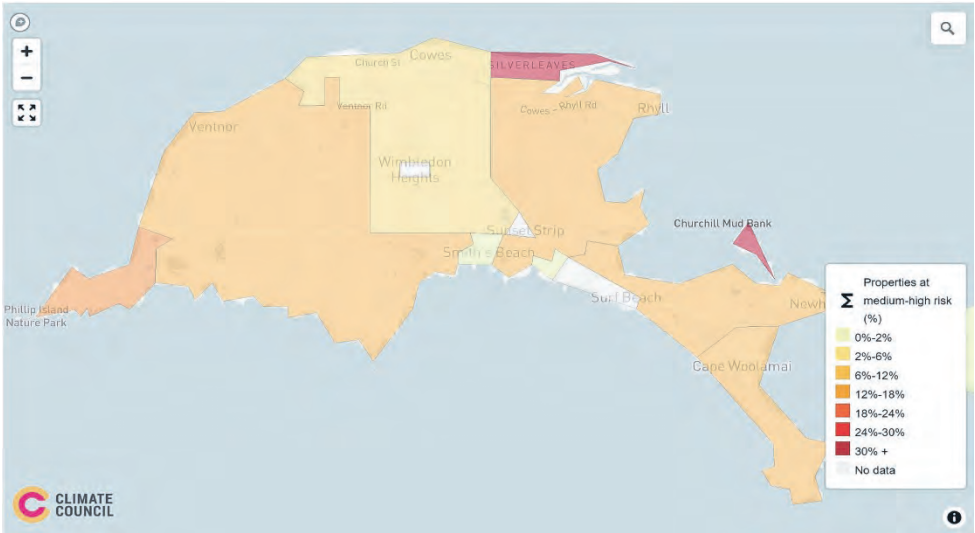 +
−
Church St
Cowes
SILVERLEAVES
Ventnor Rd
Cowes - Rhyll Rd
Rhyll
Ventnor
Wimbledon
Heights
Churchill Mud Bank
Sunset Strip
Smith's Beach
Phillip Island
Nature Park
Surf Beach
Newh
Cape Woolamai
Properties at
Σ medium-high risk
(%)
0%-2%
2%-6%
6%-12%
12%-18%
18%-24%
24%-30%
30% +
No data
CLIMATE
COUNCIL
i